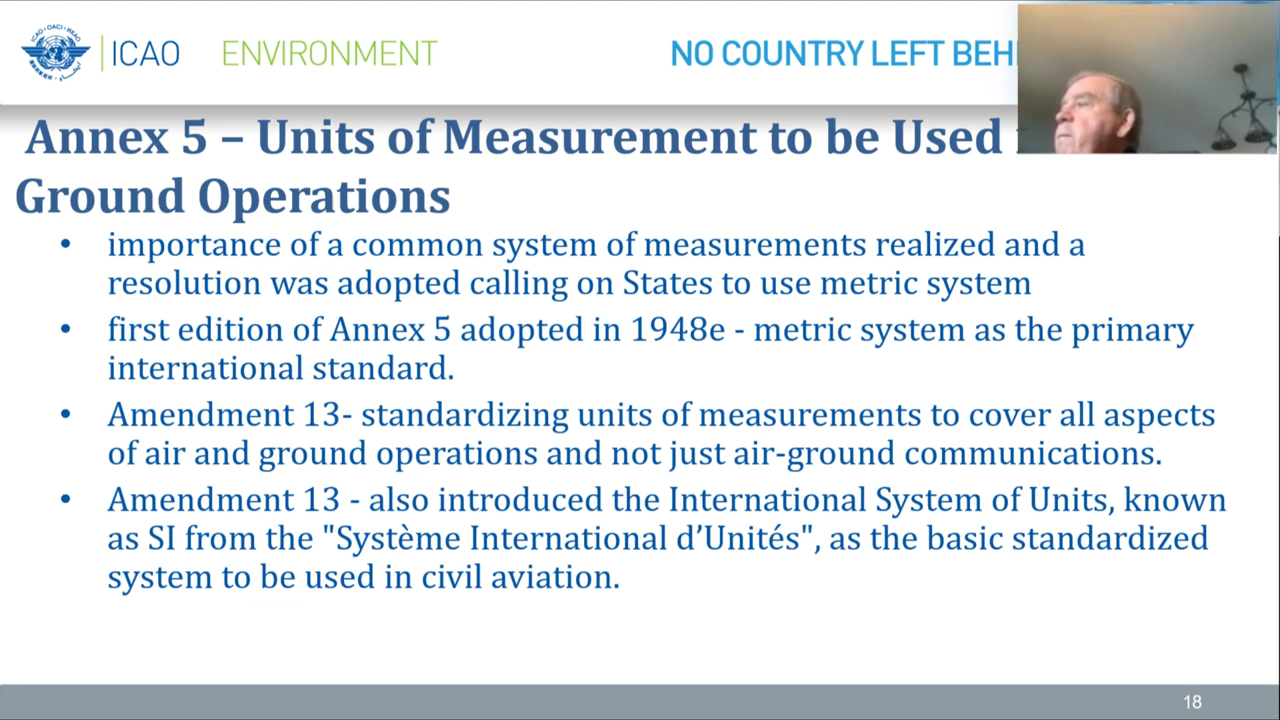 ICAO ENVIRONMENT
NO COUNTRY LEFT BEH
Annex 5 – Units of Measurement to be Used
Ground Operations
• importance of a common system of measurements realized and a
resolution was adopted calling on States to use metric system
• first edition of Annex 5 adopted in 1948e - metric system as the primary
international standard.
• Amendment 13- standardizing units of measurements to cover all aspects
of air and ground operations and not just air-ground communications.
• Amendment 13 - also introduced the International System of Units, known
as SI from the "Système International d’Unités", as the basic standardized
system to be used in civil aviation.
18